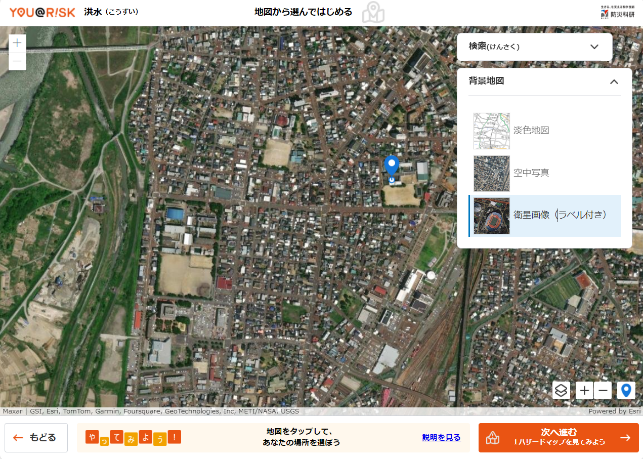 YOU@RISK 洪水 (こうずい) 地図から選んではじめる 防災科研
検索(けんさく)
背景地図
淡色地図
空中写真
衛星画像 (ラベル付き)
Maxar | GSI, Esri, TomTom, Garmin, Foursquare, GeoTechnologies, Inc, METI/NASA, USGS
Powered by Esri
もどる
やってみよう!
地図をタップして、
あなたの場所を選ぼう
説明を見る
次へ進む
!ハザードマップを見てみよう